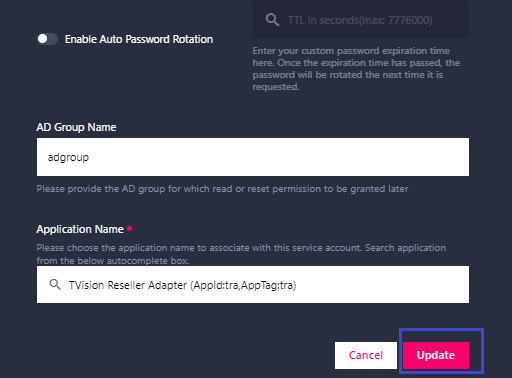 TTL in seconds(max: 7776000)
Enable Auto Password Rotation
Enter your custom password expiration time
here. Once the expiration time has passed, the
password will be rotated the next time it is
requested.
AD Group Name
adgroup
Please provide the AD group for which read or reset permission to be granted later
Application Name
Please choose the application name to associate with this service account. Search application
from the below autocomplete box.
TVision Reseller Adapter (AppId:tra,AppTag:tra)
Cancel Update